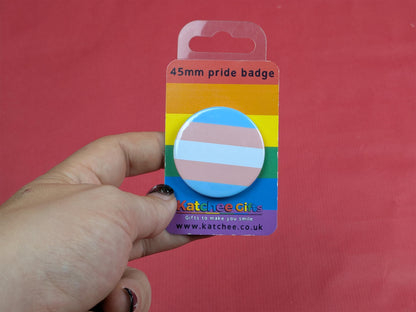 45mm pride badge
Katchee Gifts
Gifts to make you smile
www.katchee.co.uk